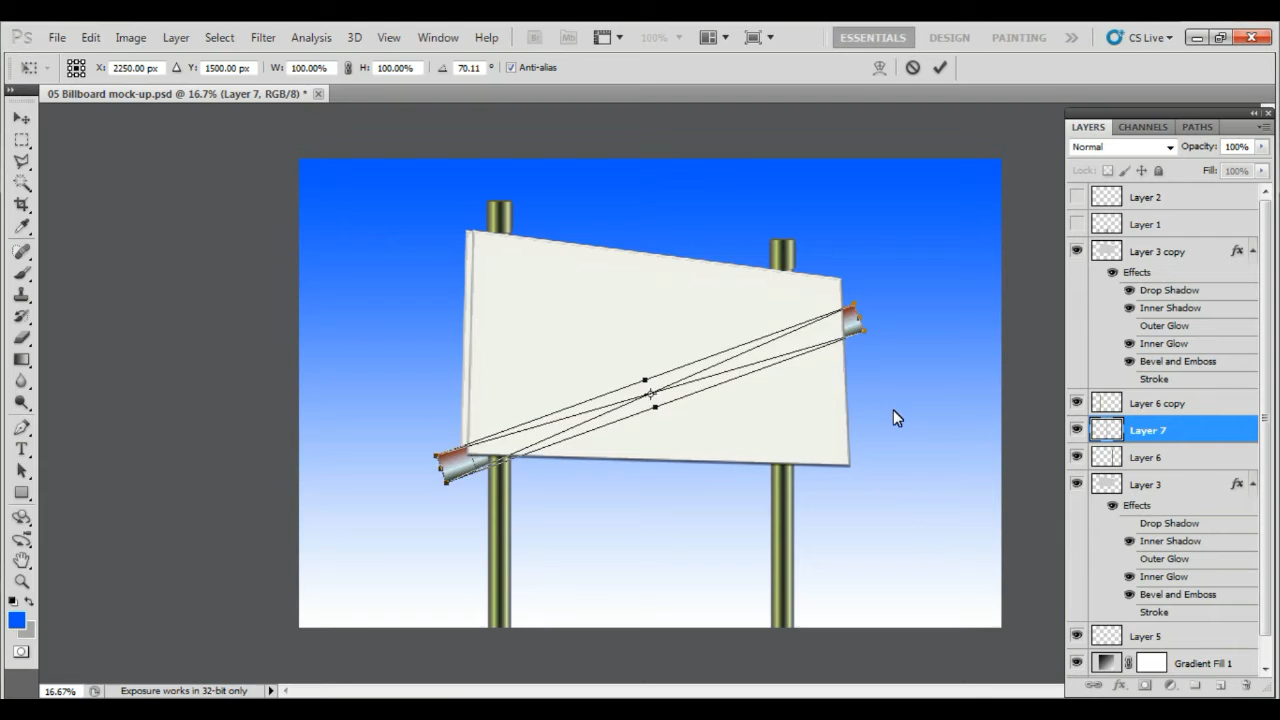 Ps File Edit Image Layer Select Filter Analysis 3D View Window Help Br Mb 100% ESSENTIALS DESIGN PAINTING CS Live
X: 2250.00 px Y: 1500.00 px W: 100.00% H: 100.00% 70.11 ° Anti-alias
05 Billboard mock-up.psd @ 16.7% (Layer 7, RGB/8) *
LAYERS CHANNELS PATHS
Normal Opacity: 100%
Lock: Fill: 100%
Layer 2
Layer 1
Layer 3 copy fx
Effects
Drop Shadow
Inner Shadow
Outer Glow
Inner Glow
Bevel and Emboss
Stroke
Layer 6 copy
Layer 7
Layer 6
Layer 3 fx
Effects
Drop Shadow
Inner Shadow
Outer Glow
Inner Glow
Bevel and Emboss
Stroke
Layer 5
Gradient Fill 1
16.67% Exposure works in 32-bit only